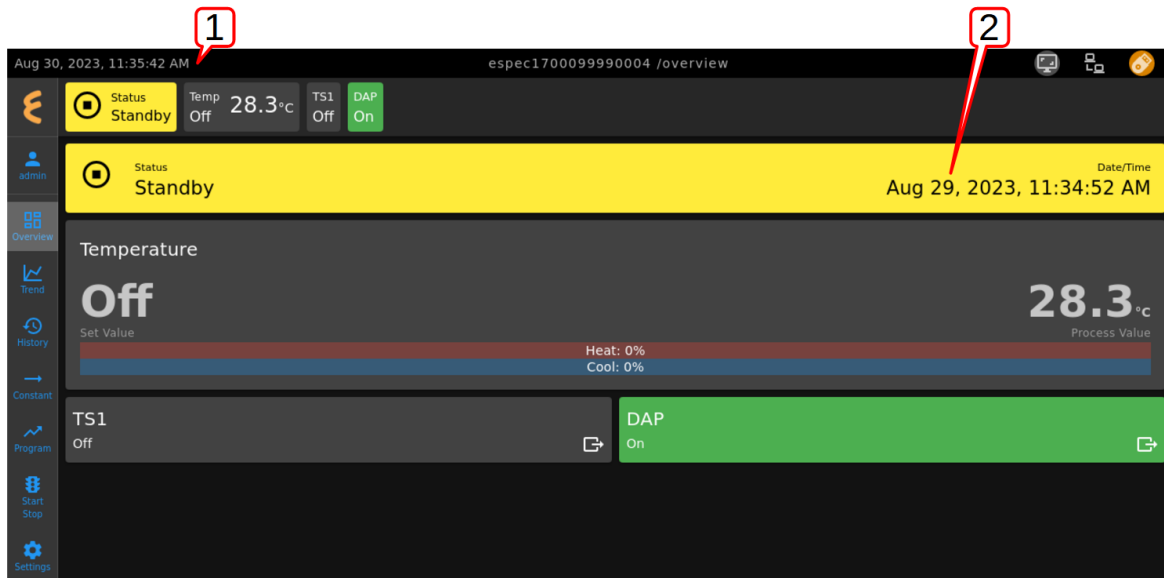 1
2
Aug 30, 2023, 11:35:42 AM
espec1700099990004 /overview
Status
Standby
Temp
Off
28.3°C
TS1
Off
DAP
On
admin
Status
Standby
Date/Time
Aug 29, 2023, 11:34:52 AM
Overview
Trend
History
Constant
Program
Start
Stop
Settings
Temperature
Off
Set Value
28.3°C
Process Value
Heat: 0%
Cool: 0%
TS1
Off
DAP
On